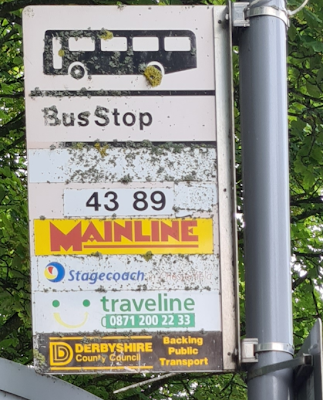 Bus Stop
43 89
MAINLINE
Stagecoach
traveline
0871 200 22 33
DERBYSHIRE
County Council
Backing
Public
Transport